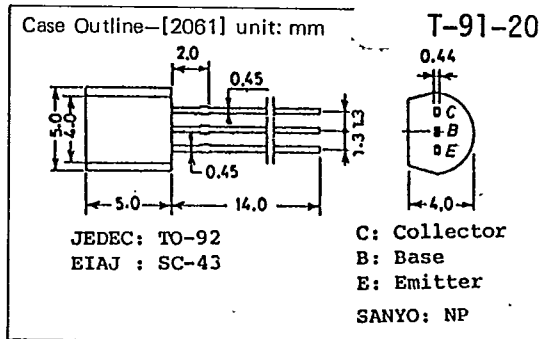 Case Outline—[2061] unit: mm
T-91-20
2.0
0.45
0.44
5.0
4.0
1.3
1.3
C
B
E
0.45
5.0
14.0
4.0
JEDEC: TO-92
EIAJ : SC-43
C: Collector
B: Base
E: Emitter
SANYO: NP